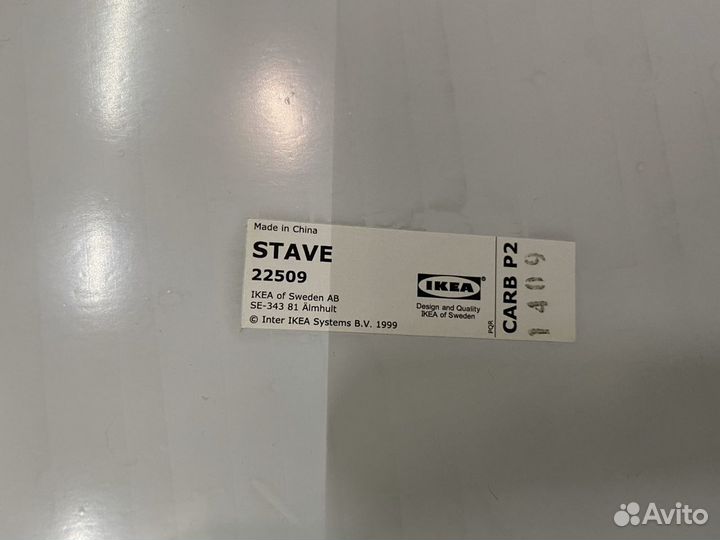 Made in China
STAVE
22509
IKEA of Sweden AB
SE-343 81 Älmhult
© Inter IKEA Systems B.V. 1999
IKEA®
Design and Quality
IKEA of Sweden
PQR
CARB P2
1409
Avito